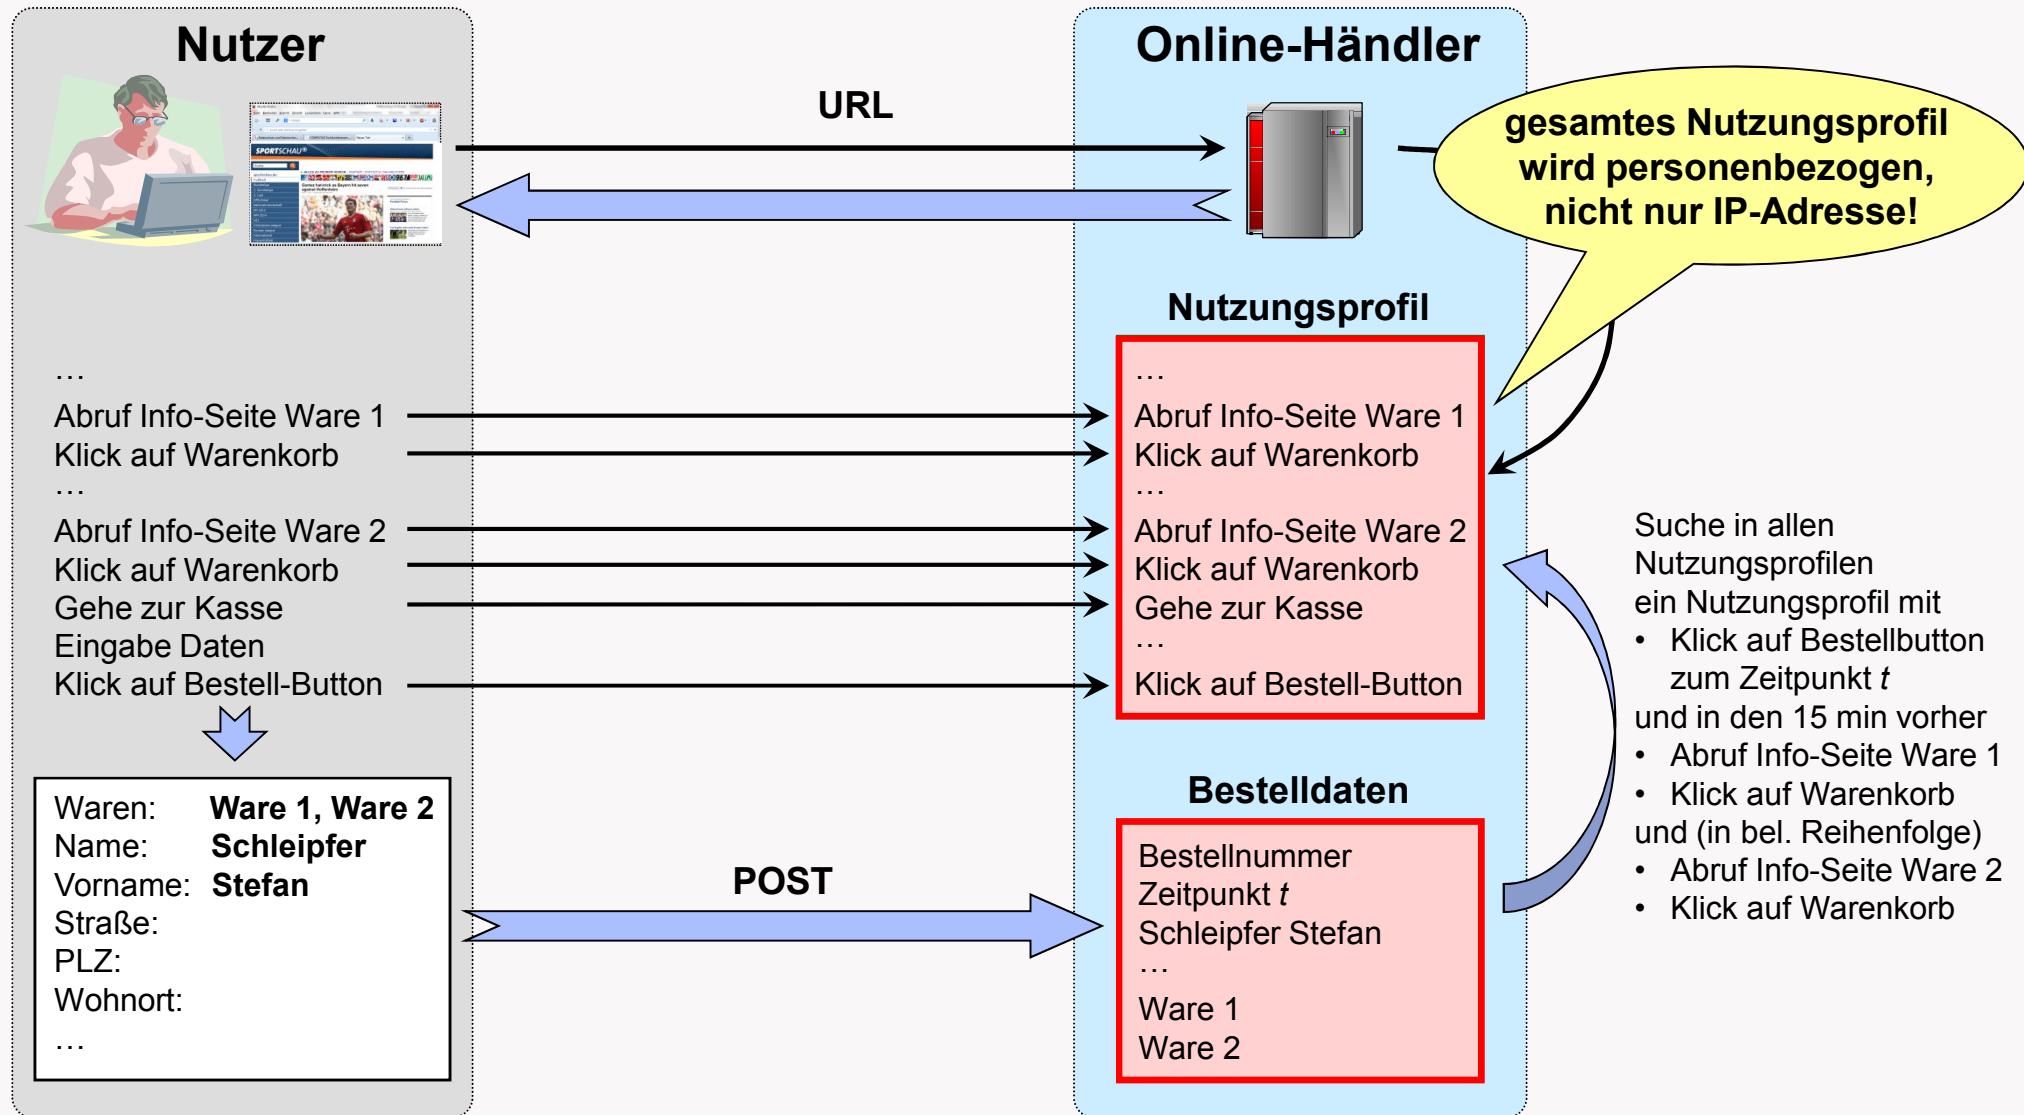 Nutzer
SPORTSCHAU
URL
Online-Händler
gesamtes Nutzungsprofil
wird personenbezogen,
nicht nur IP-Adresse!
…
Abruf Info-Seite Ware 1
Klick auf Warenkorb
…
Abruf Info-Seite Ware 2
Klick auf Warenkorb
Gehe zur Kasse
Eingabe Daten
Klick auf Bestell-Button
Nutzungsprofil
…
Abruf Info-Seite Ware 1
Klick auf Warenkorb
…
Abruf Info-Seite Ware 2
Klick auf Warenkorb
Gehe zur Kasse
…
Klick auf Bestell-Button
Suche in allen
Nutzungsprofilen
ein Nutzungsprofil mit
• Klick auf Bestellbutton
zum Zeitpunkt t
und in den 15 min vorher
• Abruf Info-Seite Ware 1
• Klick auf Warenkorb
und (in bel. Reihenfolge)
• Abruf Info-Seite Ware 2
• Klick auf Warenkorb
Waren: Ware 1, Ware 2
Name: Schleipfer
Vorname: Stefan
Straße:
PLZ:
Wohnort:
…
POST
Bestelldaten
Bestellnummer
Zeitpunkt t
Schleipfer Stefan
…
Ware 1
Ware 2